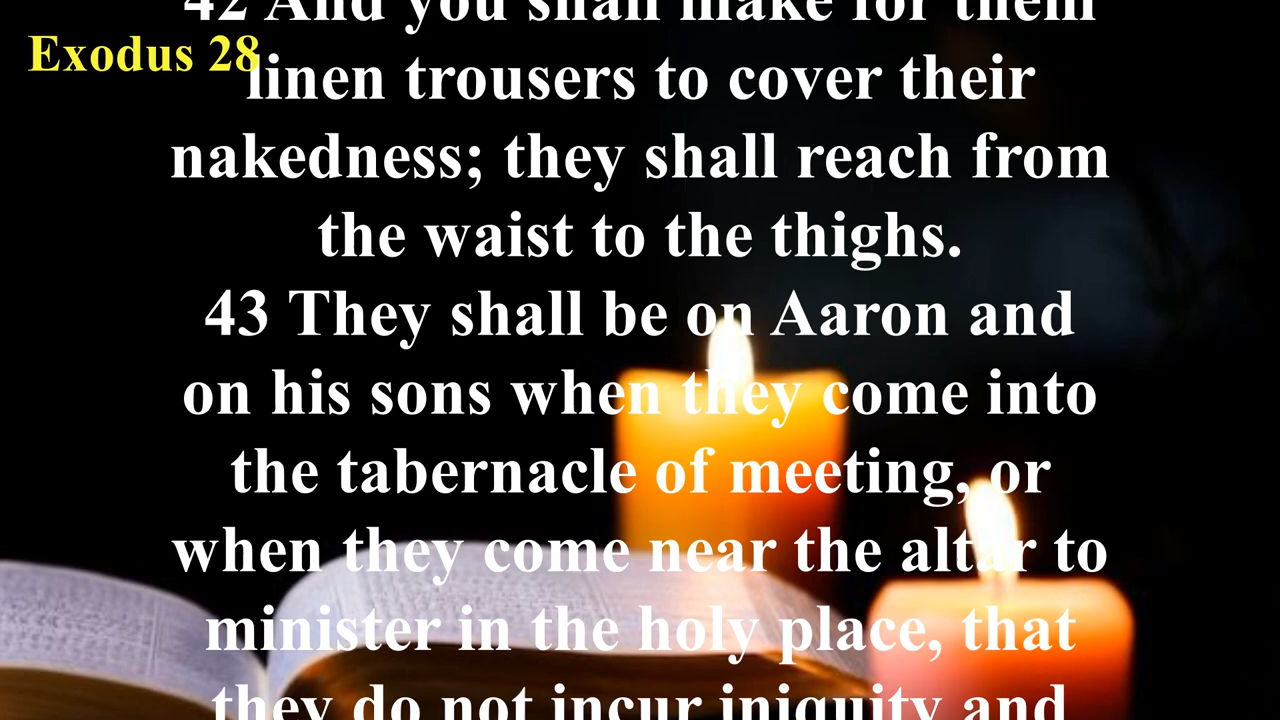 42 And you shall make for them
Exodus 28
linen trousers to cover their
nakedness; they shall reach from
the waist to the thighs.
43 They shall be on Aaron and
on his sons when they come into
the tabernacle of meeting, or
when they come near the altar to
minister in the holy place, that
they do not incur iniquity and